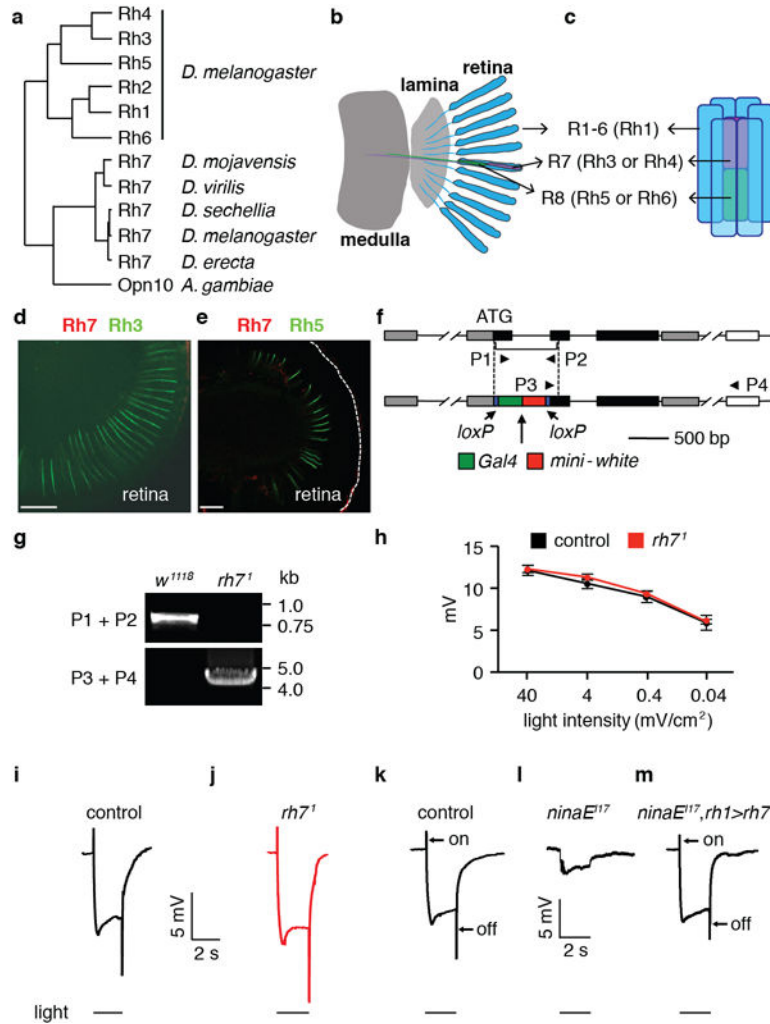 a
Rh4
Rh3
Rh5
Rh2
Rh1
Rh6
D. melanogaster
Rh7 D. mojavensis
Rh7 D. virilis
Rh7 D. sechellia
Rh7 D. melanogaster
Rh7 D. erecta
Opn10 A. gambiae
b
retina
lamina
medulla
c
R1-6 (Rh1)
R7 (Rh3 or Rh4)
R8 (Rh5 or Rh6)
d
Rh7 Rh3
retina
e
Rh7 Rh5
retina
f
ATG
P1 P2
P3 P4
loxP loxP
500 bp
Gal4 mini-white
g
w1118 rh71 kb
P1 + P2
1.0
0.75
P3 + P4
5.0
4.0
h
control rh71
15
10
5
0
mV
40 4 0.4 0.04
light intensity (mV/cm2)
i
control
j
rh71
5 mV
2 s
k
control
on
off
l
ninaEI17
5 mV
2 s
m
ninaEI17,rh1>rh7
on
off
light